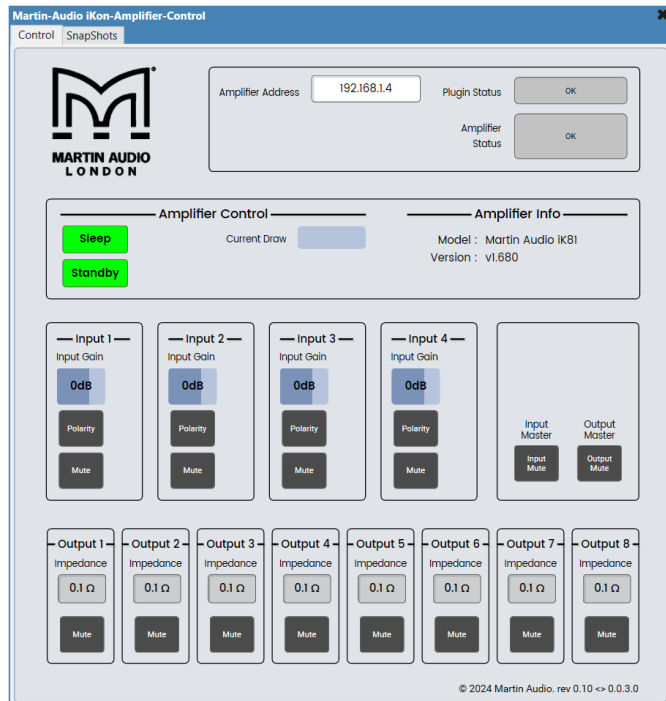 Martin-Audio iKon-Amplifier-Control
Control SnapShots
MARTIN AUDIO
LONDON
Amplifier Address 192.168.1.4 Plugin Status OK
Amplifier
Status OK
Amplifier Control Amplifier Info
Sleep Current Draw Model : Martin Audio iK81
Standby Version : v1.680
Input 1 Input 2 Input 3 Input 4
Input Gain Input Gain Input Gain Input Gain
0dB 0dB 0dB 0dB
Polarity Polarity Polarity Polarity
Input Output
Master Master
Mute Mute Mute Mute
Input Output
Mute Mute
Output 1 Output 2 Output 3 Output 4 Output 5 Output 6 Output 7 Output 8
Impedance Impedance Impedance Impedance Impedance Impedance Impedance Impedance
0.1 Ω 0.1 Ω 0.1 Ω 0.1 Ω 0.1 Ω 0.1 Ω 0.1 Ω 0.1 Ω
Mute Mute Mute Mute Mute Mute Mute Mute
© 2024 Martin Audio. rev 0.10 <> 0.0.3.0